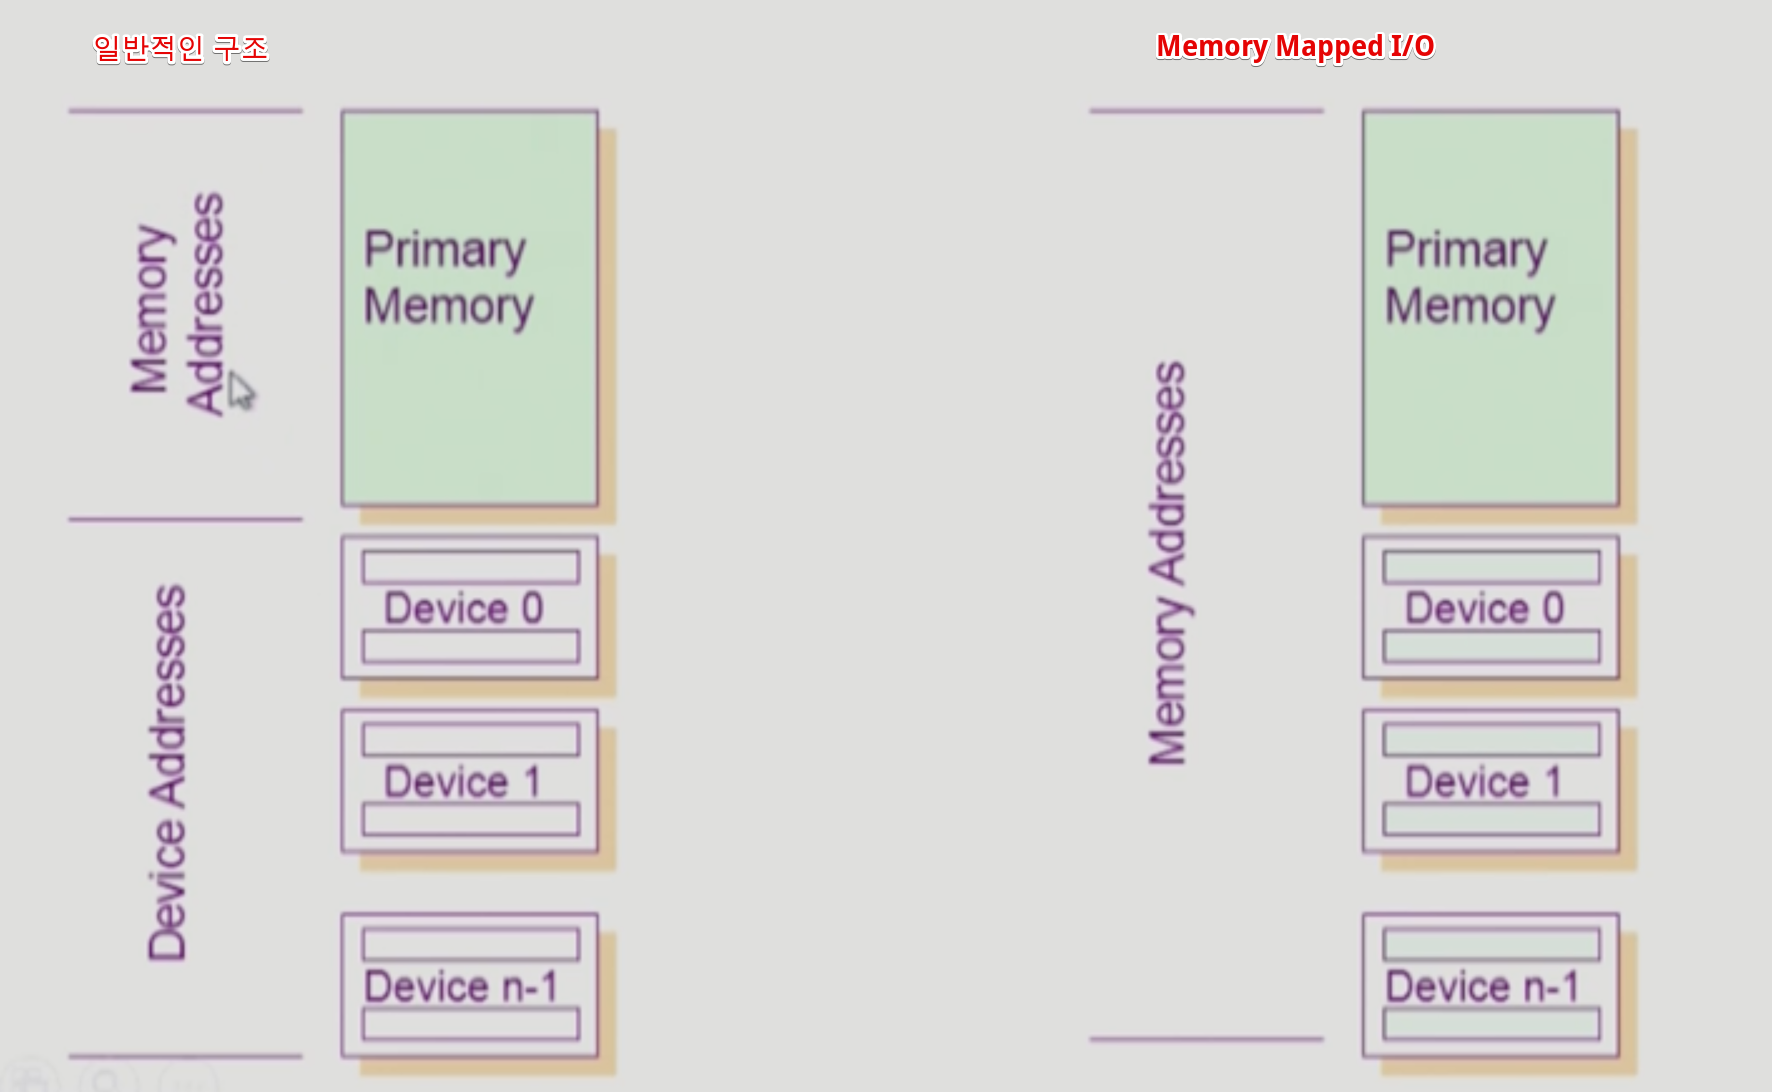 일반적인 구조
Memory
Addresses
Primary
Memory
Device Addresses
Device 0
Device 1
Device n-1
Memory Mapped I/O
Memory Addresses
Primary
Memory
Device 0
Device 1
Device n-1